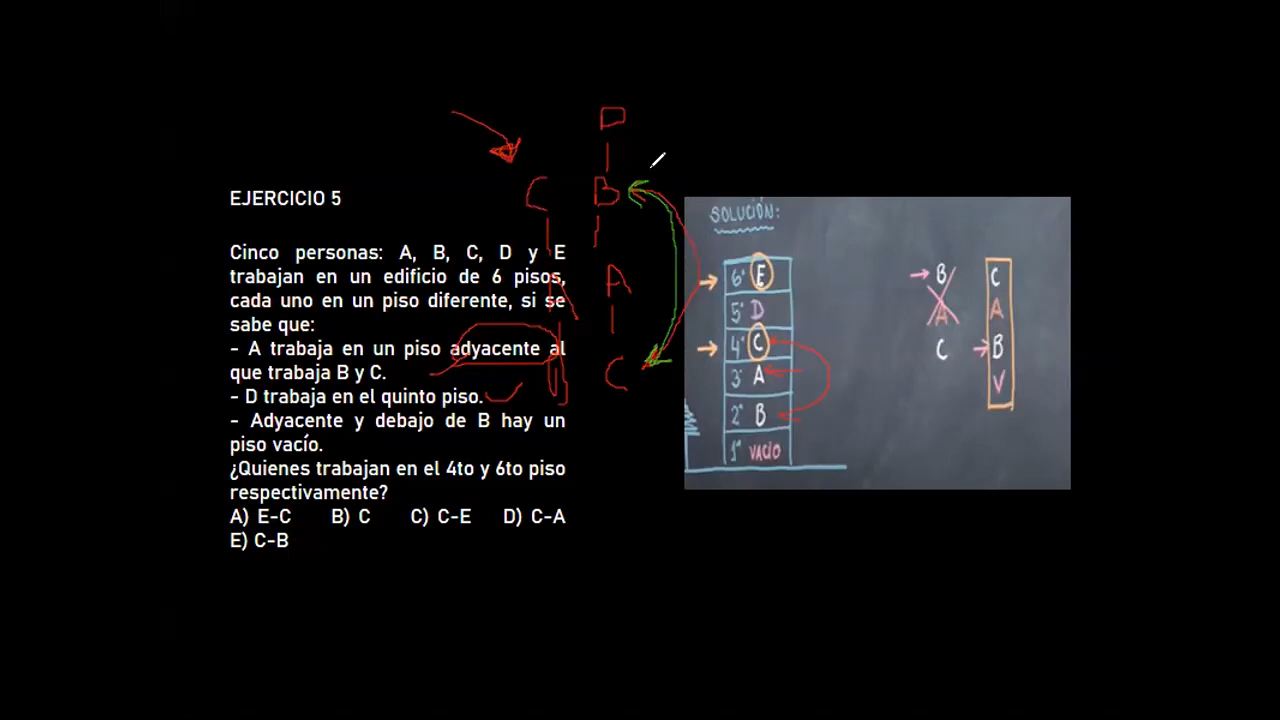 EJERCICIO 5
Cinco personas: A, B, C, D y E
trabajan en un edificio de 6 pisos,
cada uno en un piso diferente, si se
sabe que:
- A trabaja en un piso adyacente al
que trabaja B y C.
- D trabaja en el quinto piso.
- Adyacente y debajo de B hay un
piso vacío.
¿Quienes trabajan en el 4to y 6to piso
respectivamente?
A) E-C B) C C) C-E D) C-A
E) C-B
D
C B
A A
B C
SOLUCIÓN:
6° E
5° D
4° C
3° A
2° B
1° VACÍO
B
A
C
C
A
B
V